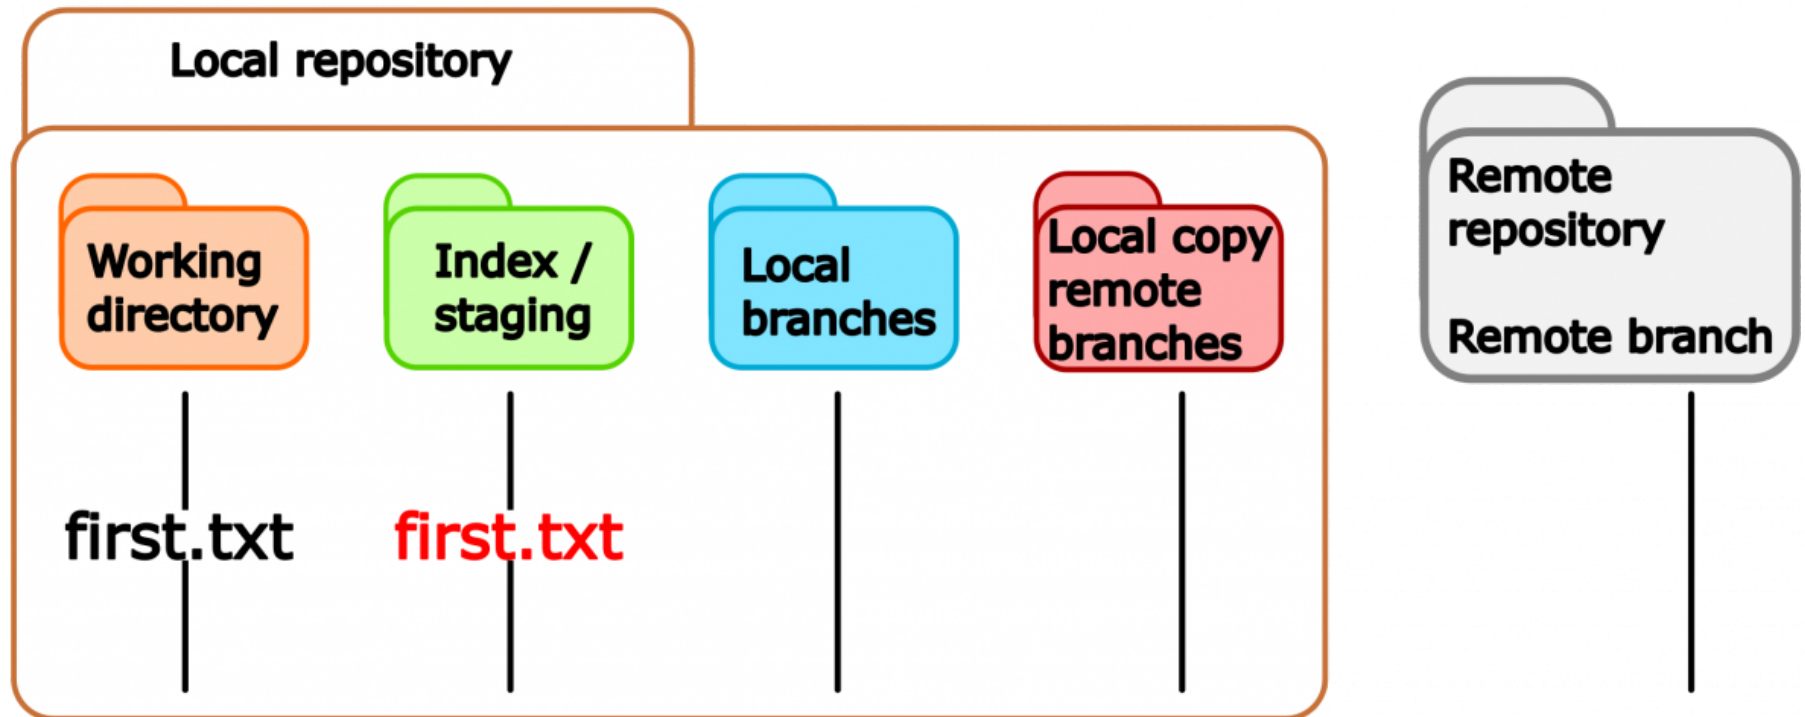 Local repository
Working
directory
Index /
staging
Local
branches
Local copy
remote
branches
Remote
repository
Remote branch
first.txt
first.txt